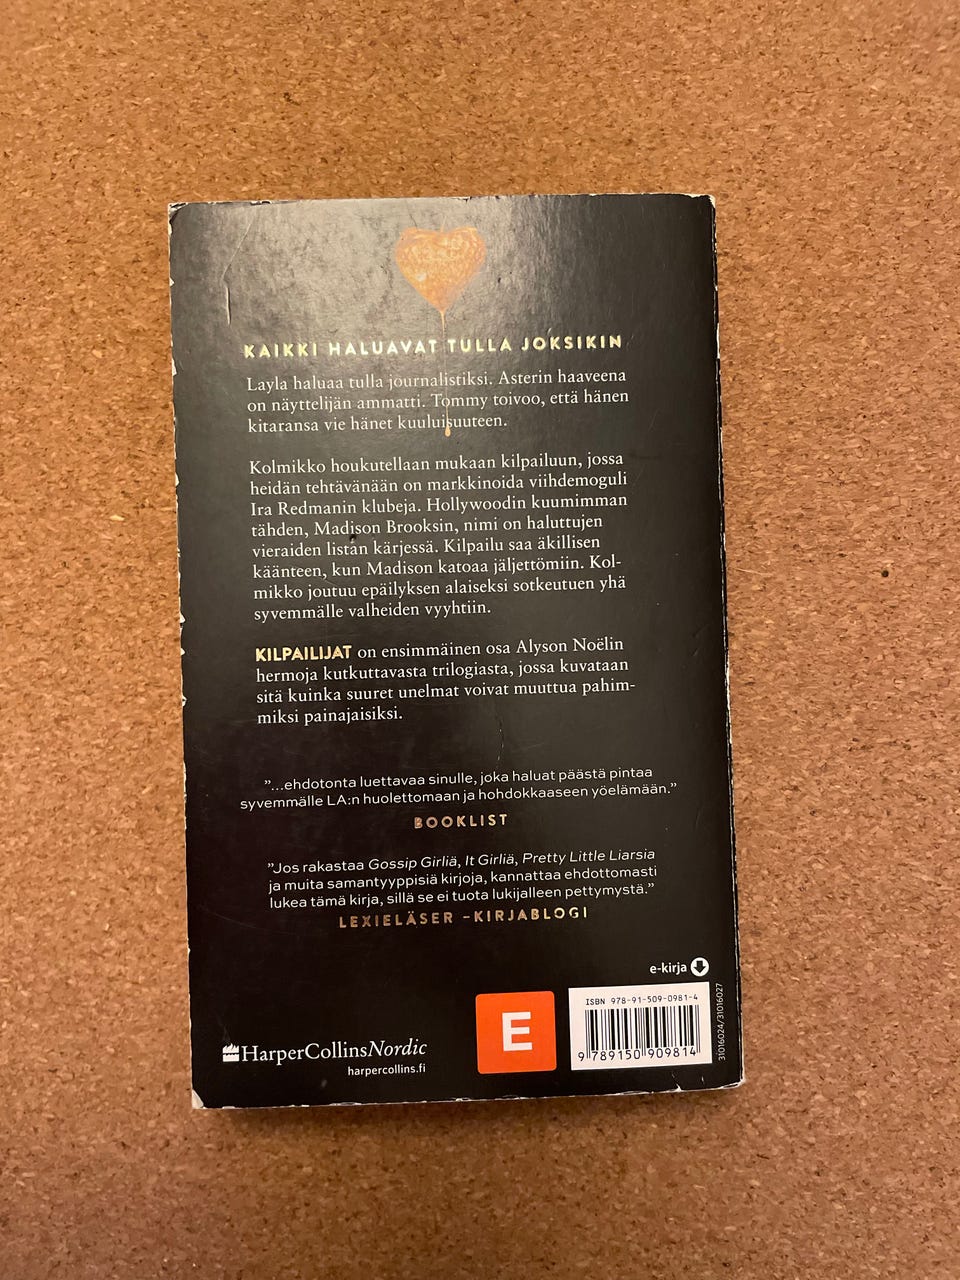 KAIKKI HALUAVAT TULLA JOKSIKIN
Layla haluaa tulla journalistiksi. Asterin haaveena
on näyttelijän ammatti. Tommy toivoo, että hänen
kitaransa vie hänet kuuluisuuteen.
Kolmikko houkutellaan mukaan kilpailuun, jossa
heidän tehtävänään on markkinoida viihdemoguli
Ira Redmanin klubeja. Hollywoodin kuumimman
tähden, Madison Brooksin, nimi on haluttujen
vieraiden listan kärjessä. Kilpailu saa äkillisen
käänteen, kun Madison katoaa jäljettömiin. Kol-
mikko joutuu epäilyksen alaiseksi sotkeutuen yhä
syvemmälle valheiden vyyhtiin.
KILPAILIJAT on ensimmäinen osa Alyson Noëlin
hermoja kutkuttavasta trilogiasta, jossa kuvataan
sitä kuinka suuret unelmat voivat muuttua pahim-
miksi painajaisiksi.
”...ehdotonta luettavaa sinulle, joka haluat päästä pintaa
syvemmälle LA:n huolettomaan ja hohdokkaaseen yöelämään.”
BOOKLIST
”Jos rakastaa Gossip Girliä, It Girliä, Pretty Little Liarsia
ja muita samantyyppisiä kirjoja, kannattaa ehdottomasti
lukea tämä kirja, sillä se ei tuota lukijalleen pettymystä.”
LEXIELÄSER -KIRJABLOGI
e-kirja
ISBN 978-91-509-0981-4
9 789150 909814
31016024/31016027
E
HarperCollinsNordic
harpercollins.fi